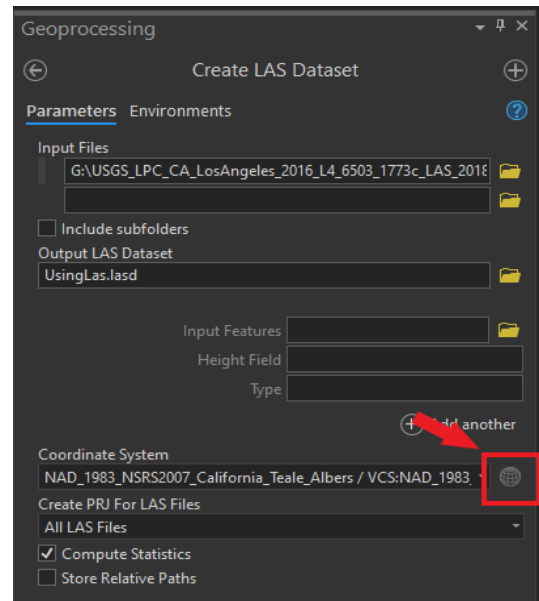 Geoprocessing
Create LAS Dataset
Parameters Environments
Input Files
G:\USGS_LPC_CA_LosAngeles_2016_L4_6503_1773c_LAS_2018
Include subfolders
Output LAS Dataset
UsingLas.lasd
Input Features
Height Field
Type
Add another
Coordinate System
NAD_1983_NSRS2007_California_Teale_Albers / VCS:NAD_1983_
Create PRJ For LAS Files
All LAS Files
Compute Statistics
Store Relative Paths